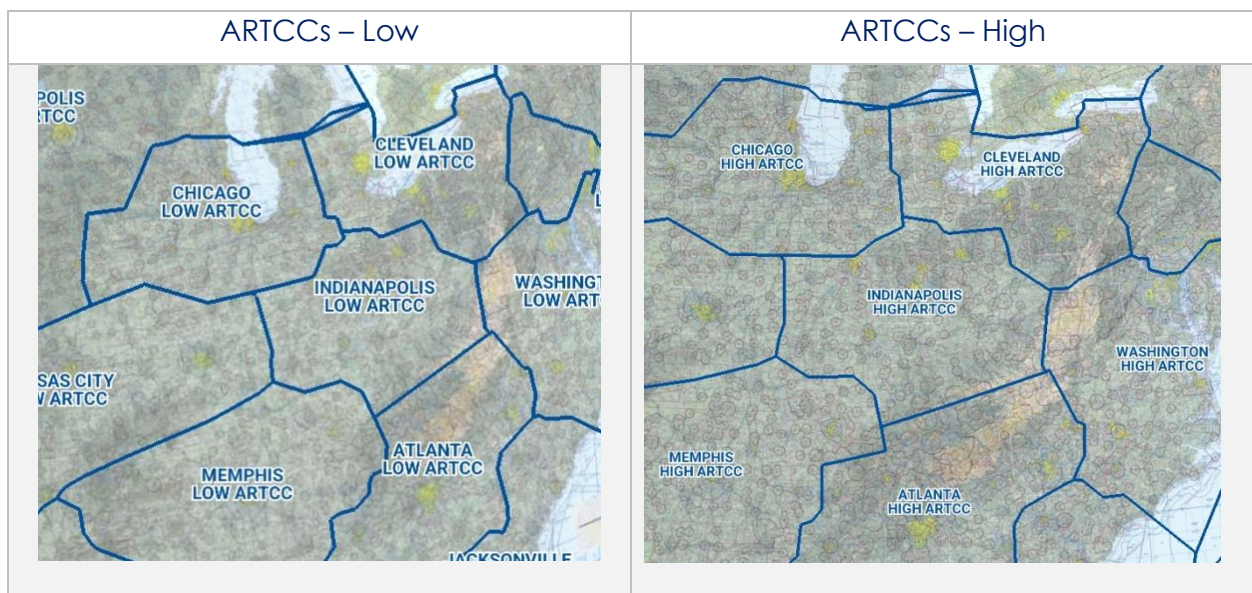 ARTCCs – Low
ARTCCs – High
POLIS
RTCC
CLEVELAND
LOW ARTCC
CHICAGO
LOW ARTCC
INDIANAPOLIS
LOW ARTCC
WASHINGT
LOW ART
SAS CITY
W ARTCC
MEMPHIS
LOW ARTCC
ATLANTA
LOW ARTCC
JACKSONVILLE
L
CHICAGO
HIGH ARTCC
CLEVELAND
HIGH ARTCC
INDIANAPOLIS
HIGH ARTCC
WASHINGTON
HIGH ARTCC
MEMPHIS
HIGH ARTCC
ATLANTA
HIGH ARTCC